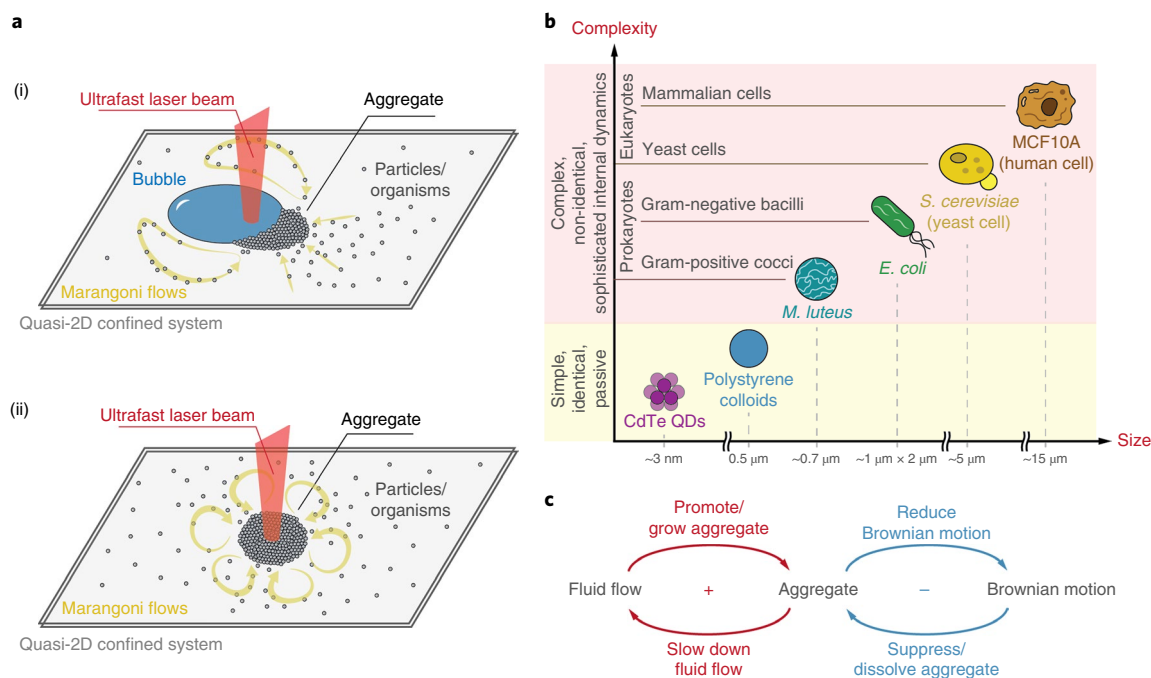 a
(i)
Ultrafast laser beam
Aggregate
Bubble
Particles/
organisms
Marangoni flows
Quasi-2D confined system
(ii)
Ultrafast laser beam
Aggregate
Particles/
organisms
Marangoni flows
Quasi-2D confined system
b
Complexity
Complex,
non-identical,
sophisticated internal dynamics
Eukaryotes
Prokaryotes
Mammalian cells
MCF10A
(human cell)
Yeast cells
S. cerevisiae
(yeast cell)
Gram-negative bacilli
E. coli
Gram-positive cocci
M. luteus
Simple,
identical,
passive
Polystyrene
colloids
CdTe QDs
Size
~3 nm
0.5 μm
~0.7 μm
~1 μm × 2 μm
~5 μm
~15 μm
c
Promote/
grow aggregate
Reduce
Brownian motion
Fluid flow + Aggregate − Brownian motion
Slow down
fluid flow
Suppress/
dissolve aggregate